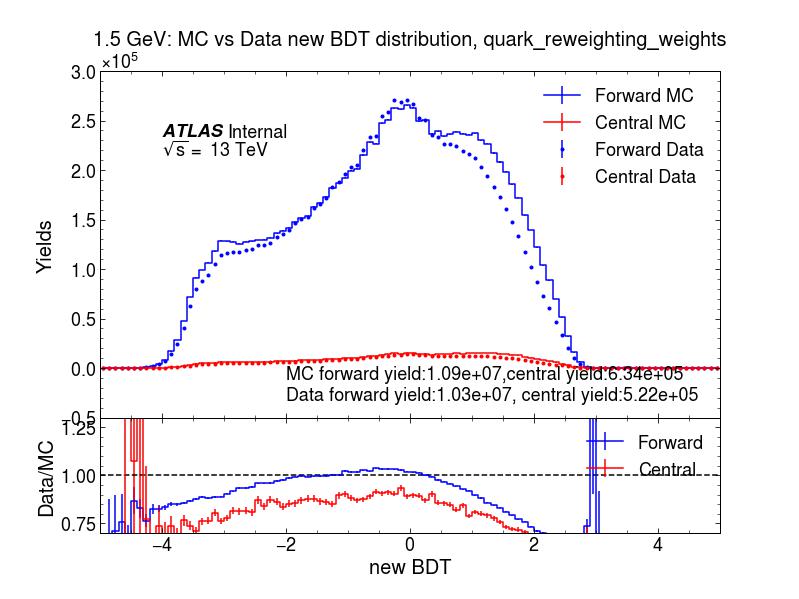 1.5 GeV: MC vs Data new BDT distribution, quark_reweighting_weights
×10⁵
3.0
2.5
2.0
1.5
1.0
0.5
0.0
0.5
Yields
ATLAS Internal
√s = 13 TeV
Forward MC
Central MC
Forward Data
Central Data
MC forward yield:1.09e+07,central yield:6.34e+05
Data forward yield:1.03e+07, central yield:5.22e+05
1.25
1.00
0.75
Data/MC
Forward
Central
−4 −2 0 2 4
new BDT